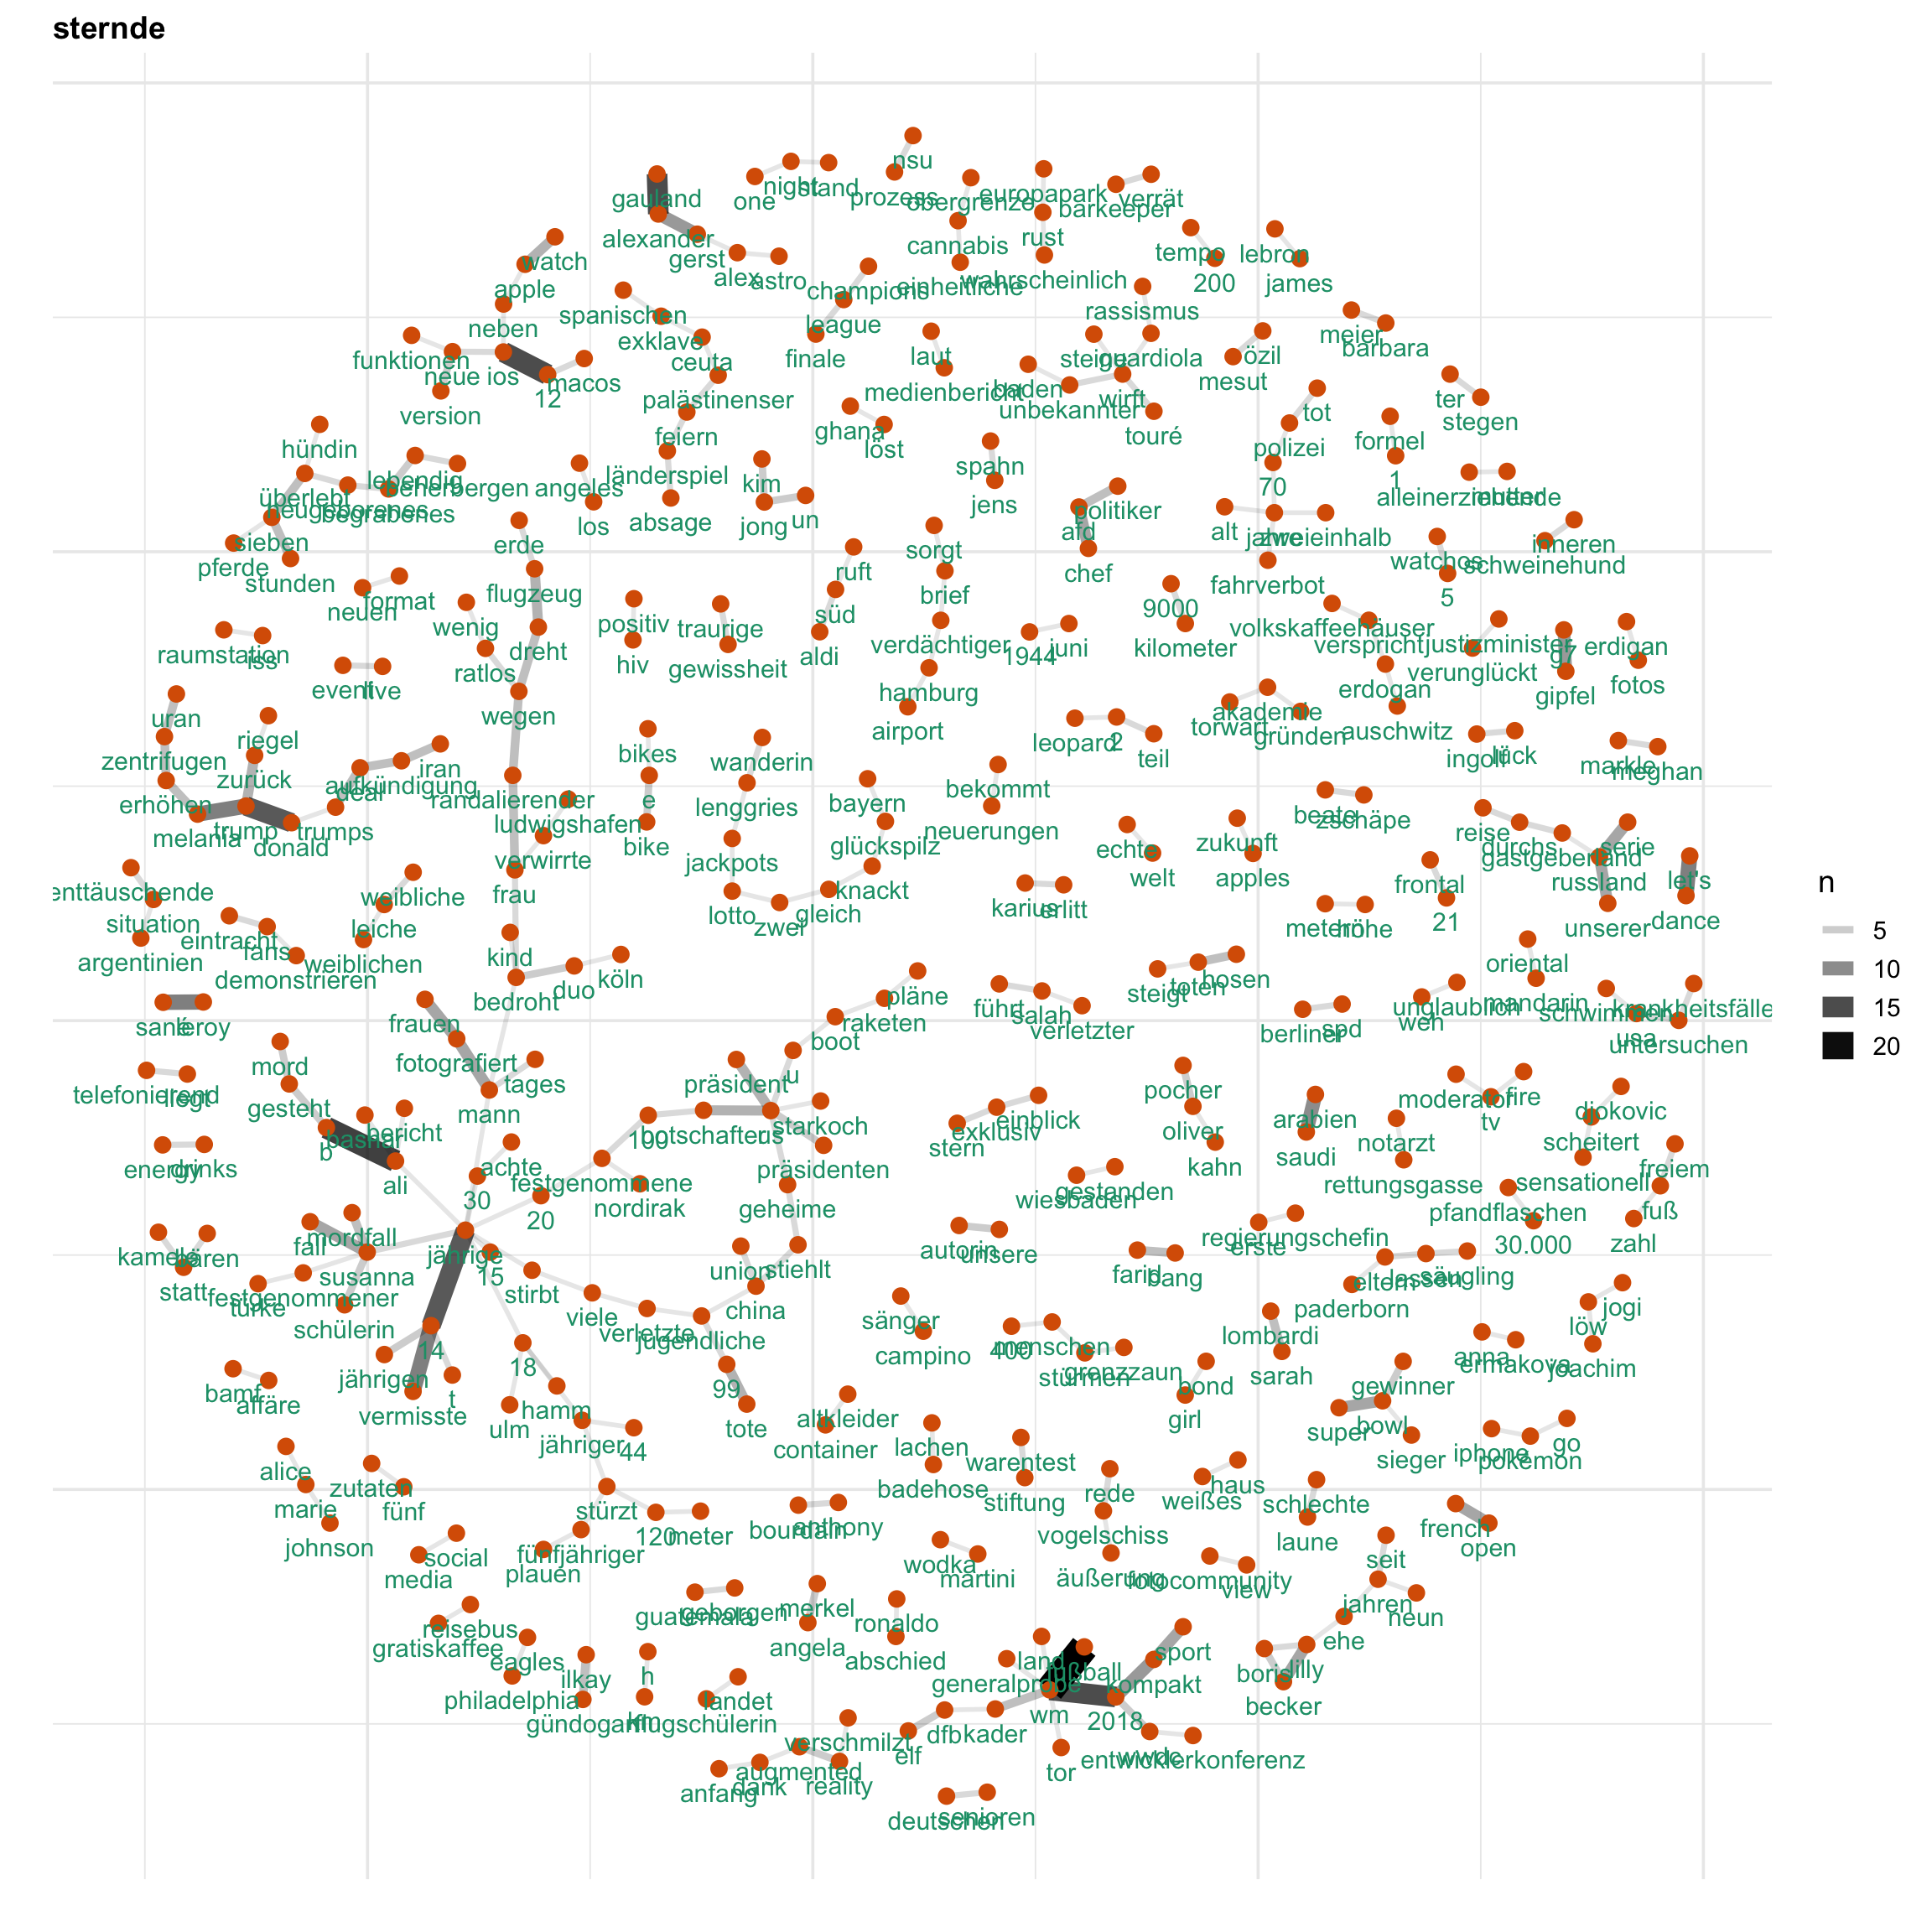 sternde
nsu
gauland
one
night
stand
prozess
obergrenze
europapark
barkeeper
verrät
alexander
gerst
alex
astro
cannabis
rust
tempo
200
lebron
james
watch
apple
champions
league
finale
einheitliche
wahrscheinlich
rassismus
neben
spanischen
exklave
ceuta
funktionen
neue
ios
12
macos
version
laut
medienbericht
steine
guardiola
özil
mesut
meier
barbara
palästinenser
baden
unbekannter
wirft
touré
tot
polizei
ter
stegen
feiern
ghana
löst
formel
1
hündin
überlebt
lebendig
neugeborenes
begrabenes
angeles
los
länderspiel
absage
kim
jong
un
spahn
jens
politiker
afd
chef
70
alt
jahre
zweieinhalb
alleinerziehende
mutter
sieben
pferde
stunden
erde
sorgt
fahrverbot
watchos
5
inneren
schweinehund
neuen
format
flugzeug
wenig
ratlos
dreht
positiv
hiv
traurige
gewissheit
ruft
süd
aldi
brief
verdächtiger
1944
juni
9000
kilometer
volkskaffeehäuser
verspricht
justizminister
verunglückt
g7
gipfel
erdigan
fotos
raumstation
iss
event
live
hamburg
airport
erdogan
auschwitz
uran
wegen
riegel
zentrifugen
zurück
bikes
wanderin
leopard
2
teil
torwart
akademie
gründen
ingolf
lück
markle
meghan
erhöhen
iran
aufkündigung
deal
randalierender
ludwigshafen
e
bike
lenggries
bayern
bekommt
neuerungen
beate
zschäpe
melania
trump
donald
trumps
verwirrte
jackpots
glückspilz
echte
welt
zukunft
apples
reise
durchs
gastgeberland
serie
russland
let's
dance
enttäuschende
situation
argentinien
weibliche
leiche
weiblichen
frau
lotto
zwei
gleich
knackt
karius
erlitt
frontal
21
metern
höhe
unserer
eintracht
fans
demonstrieren
kind
bedroht
duo
köln
oriental
mandarin
sané
leroy
frauen
fotografiert
pläne
raketen
boot
u
führt
salah
verletzter
steigt
toten
hosen
berliner
spd
unglaublich
weh
schwimmen
krankheitsfälle
usa
untersuchen
mord
gesteht
tages
mann
telefonierend
liegt
präsident
us
botschafter
100
starkoch
präsidenten
pocher
oliver
kahn
arabien
saudi
moderator
tv
fire
djokovic
scheitert
sensationell
bashar
b
bericht
ali
energy
drinks
achte
30
20
festgenommene
nordirak
geheime
stern
exklusiv
einblick
notarzt
rettungsgasse
freiem
fuß
zahl
wiesbaden
gestanden
pfandflaschen
30.000
kamele
statt
bären
fall
mordfall
susanna
jährige
15
union
stiehlt
china
autorin
unsere
regierungschefin
erste
türke
festgenommener
schülerin
stirbt
viele
verletzte
jugendliche
farid
bang
eltern
lassen
säugling
paderborn
14
jährigen
vermisste
t
18
99
tote
sänger
campino
400
menschen
stürmen
grenzzaun
lombardi
sarah
jogi
löw
joachim
anna
ermakova
bamf
affäre
ulm
hamm
jähriger
44
altkleider
container
bond
girl
gewinner
super
bowl
sieger
alice
marie
johnson
zutaten
fünf
lachen
badehose
warentest
stiftung
iphone
pokemon
go
stürzt
120
meter
bourdain
anthony
rede
vogelschiss
äußerung
weißes
haus
schlechte
laune
french
open
social
media
fünfjähriger
plauen
wodka
martini
fotocommunity
view
seit
jahren
neun
guatemala
geborgen
merkel
angela
ronaldo
abschied
reisebus
gratiskaffee
eagles
philadelphia
ilkay
gündogan
h
km
landet
flugschülerin
land
fußball
generalprobe
wm
sport
kompakt
2018
ehe
boris
lilly
becker
verschmilzt
elf
dfb
kader
tor
wwdc
entwicklerkonferenz
anfang
dank
augmented
reality
deutschen
senioren
n
5
10
15
20